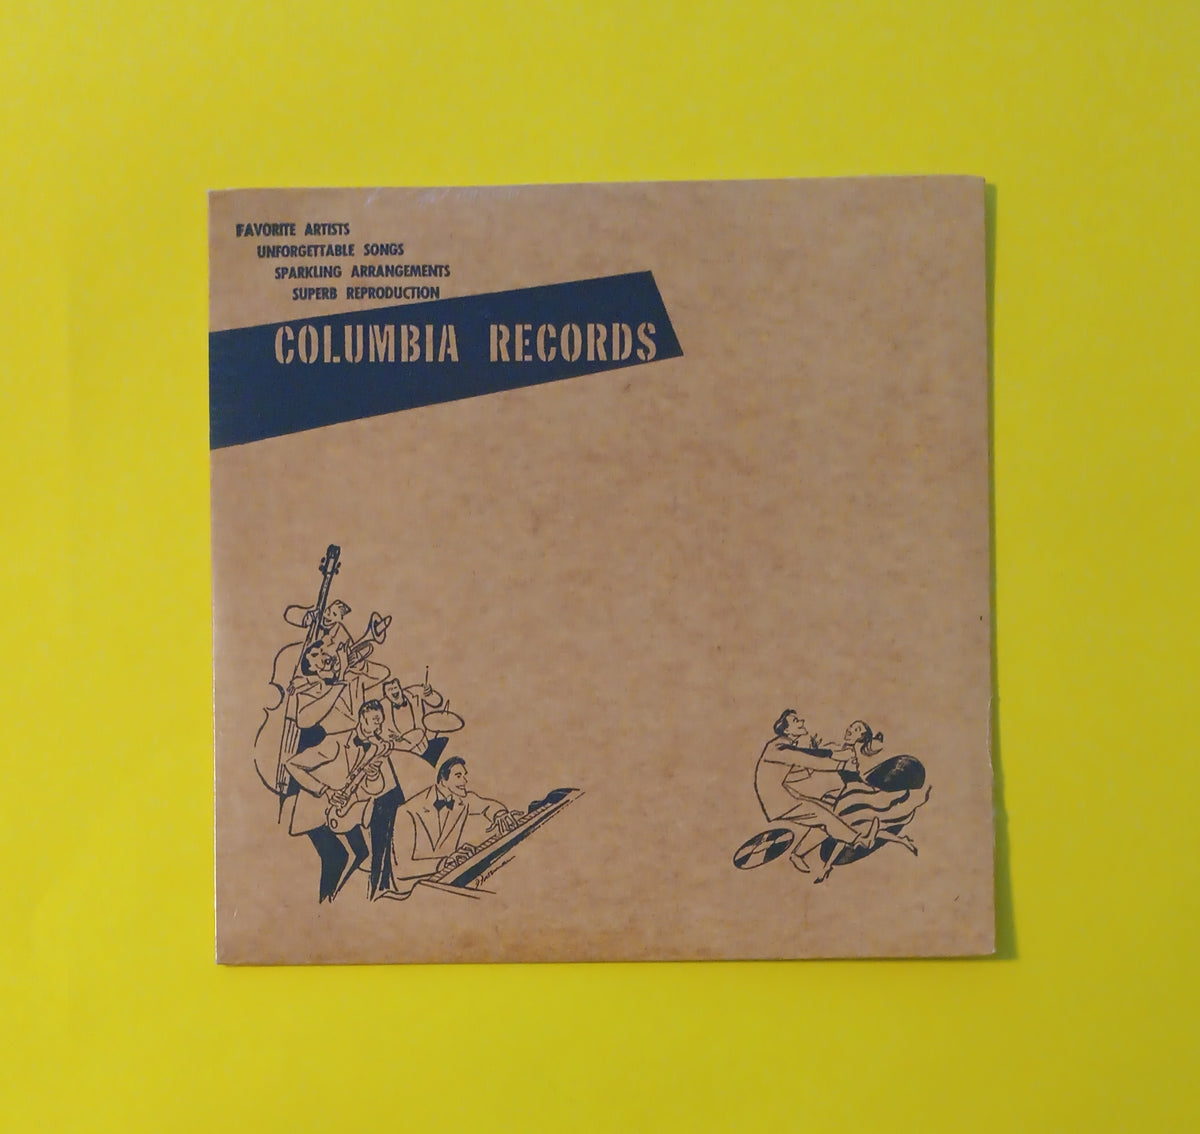 FAVORITE ARTISTS
UNFORGETTABLE SONGS
SPARKLING ARRANGEMENTS
SUPERB REPRODUCTION
COLUMBIA RECORDS